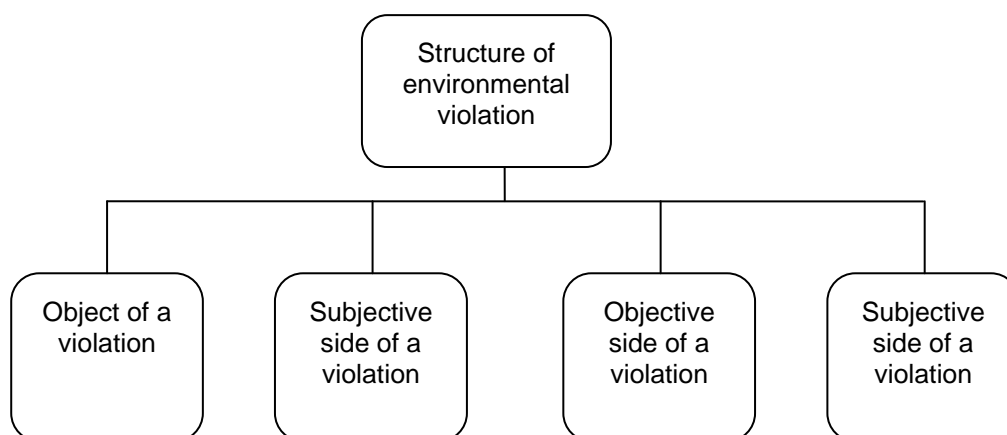 Structure of
environmental
violation
Object of a
violation
Subjective
side of a
violation
Objective
side of a
violation
Subjective
side of a
violation